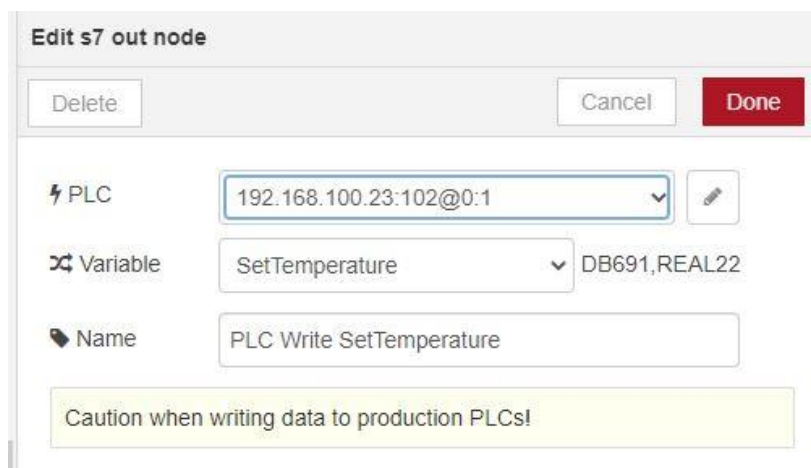 Edit s7 out node
Delete Cancel Done
PLC 192.168.100.23:102@0:1
Variable SetTemperature DB691,REAL22
Name PLC Write SetTemperature
Caution when writing data to production PLCs!